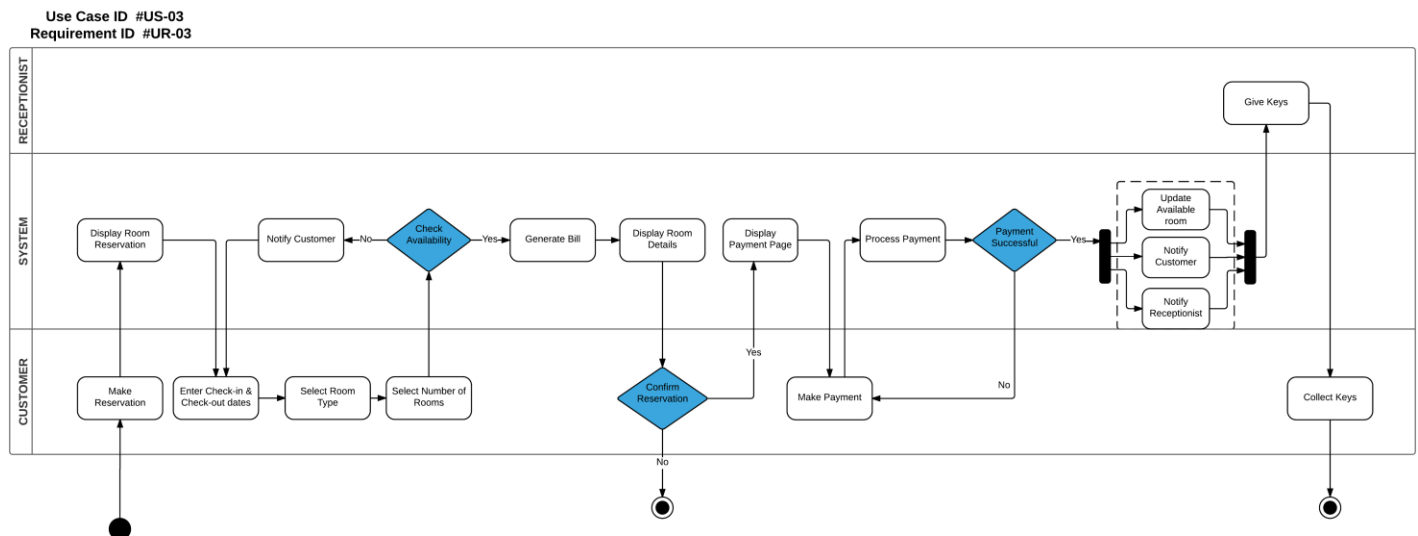 Use Case ID  #US-03
Requirement ID  #UR-03
RECEPTIONIST
Give Keys
SYSTEM
Display Room
Reservation
Notify Customer
No
Check
Availability
Yes
Generate Bill
Display Room
Details
Display
Payment Page
Process Payment
Payment
Successful
Yes
Update
Available
room
Notify
Customer
Notify
Receptionist
CUSTOMER
Make
Reservation
Enter Check-in &
Check-out dates
Select Room
Type
Select Number of
Rooms
Confirm
Reservation
Yes
No
Make Payment
No
Collect Keys